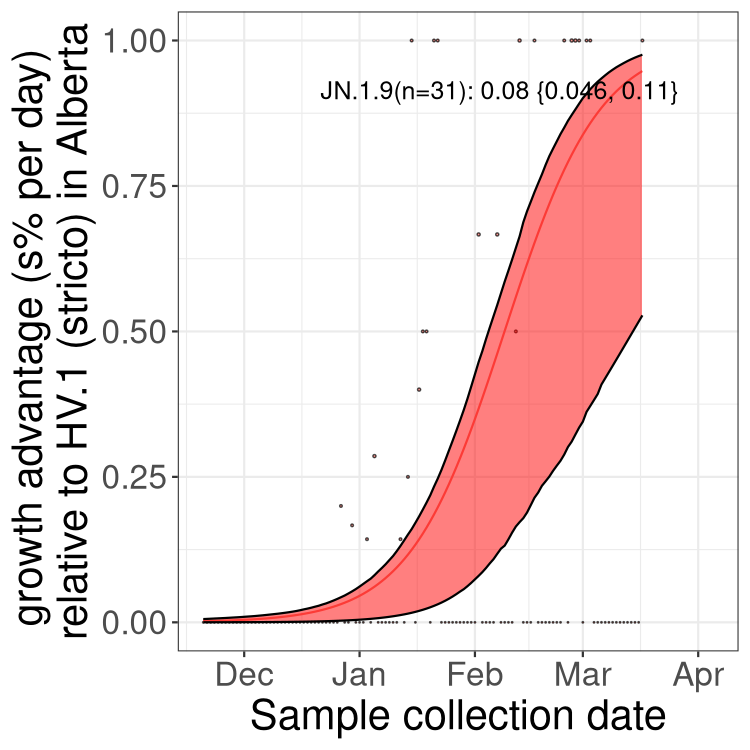 growth advantage (s% per day)
relative to HV.1 (stricto) in Alberta
1.00
0.75
0.50
0.25
0.00
JN.1.9(n=31): 0.08 {0.046, 0.11}
Dec Jan Feb Mar Apr
Sample collection date